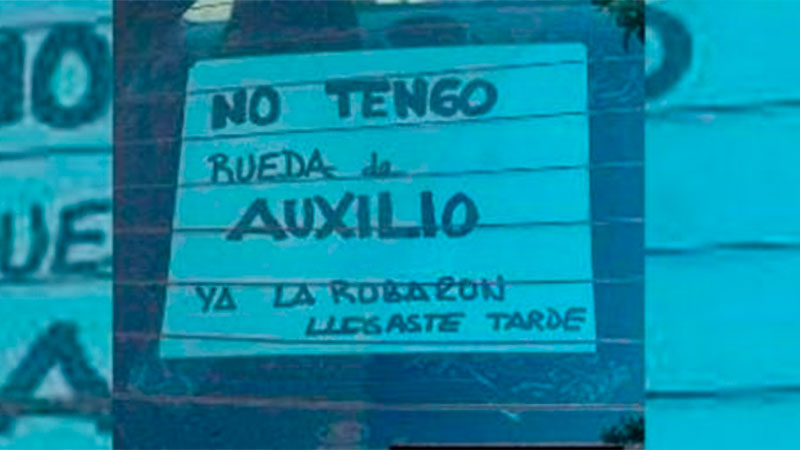 NO TENGO
RUEDA de
AUXILIO
YA LA ROBARON
LLEGASTE TARDE